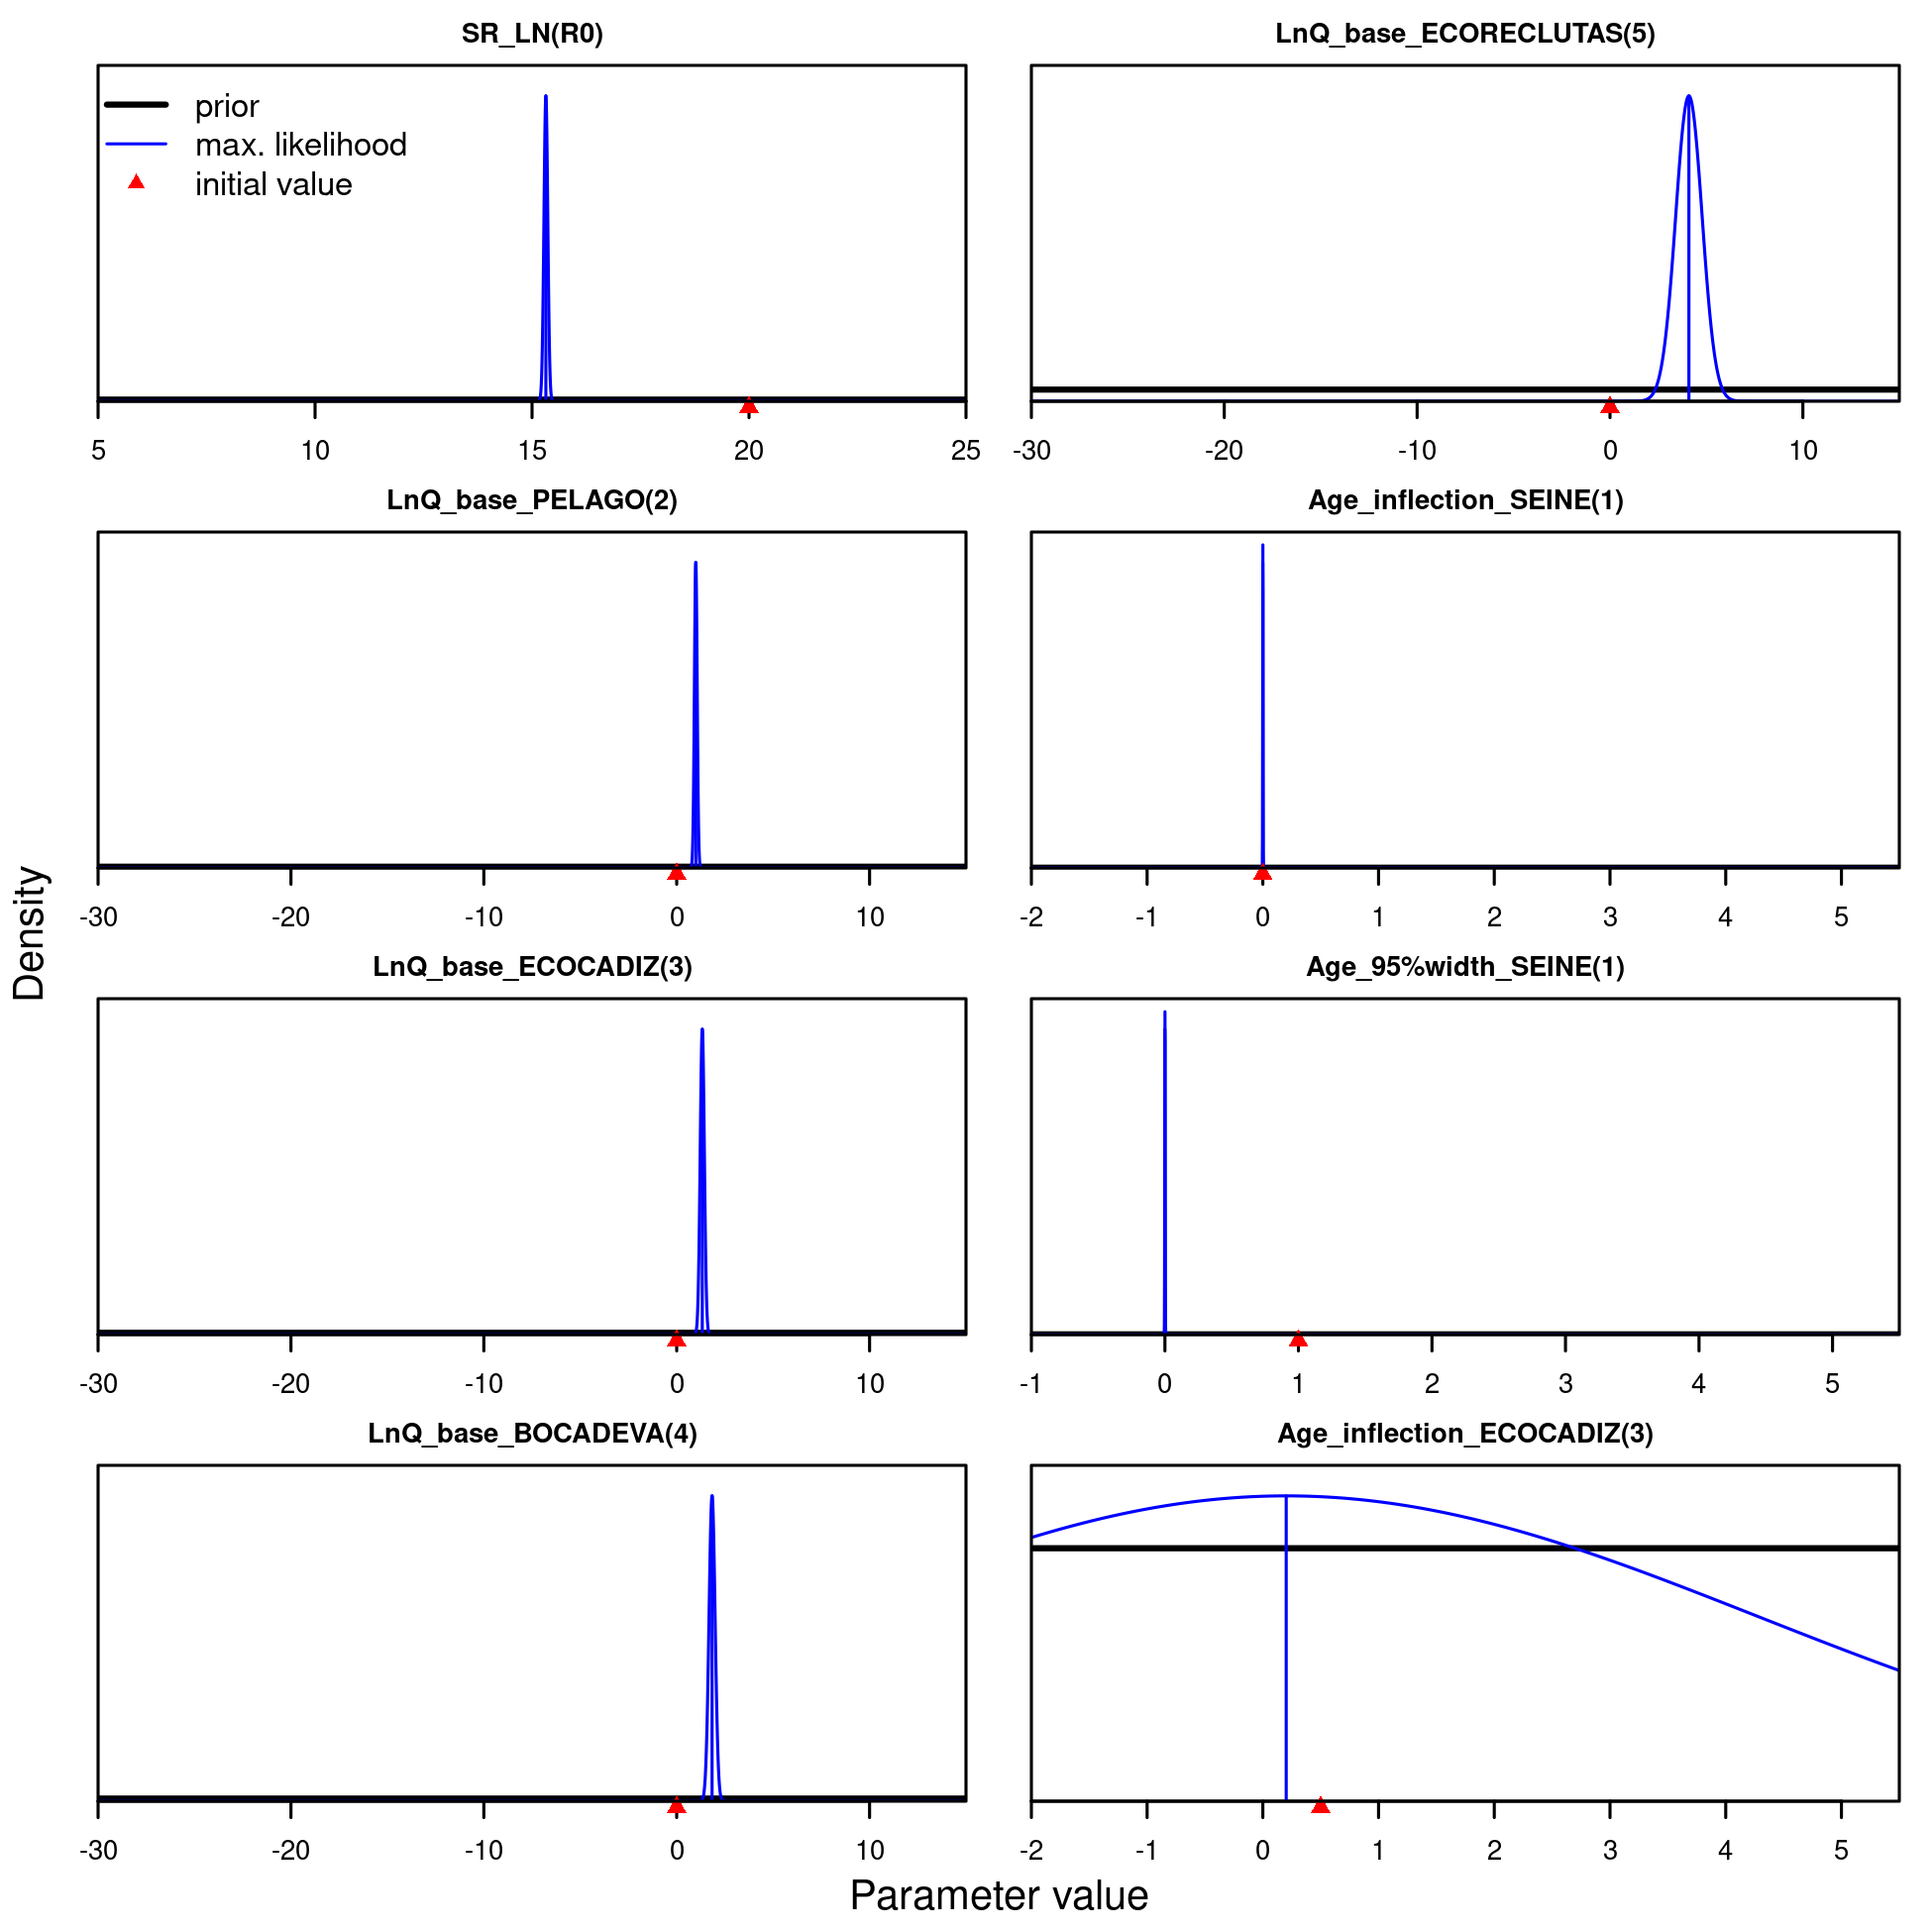 SR_LN(R0)
prior
max. likelihood
initial value
5 10 15 20 25
LnQ_base_ECORECLUTAS(5)
-30 -20 -10 0 10
LnQ_base_PELAGO(2)
-30 -20 -10 0 10
Age_inflection_SEINE(1)
-2 -1 0 1 2 3 4 5
LnQ_base_ECOCADIZ(3)
-30 -20 -10 0 10
Age_95%width_SEINE(1)
-1 0 1 2 3 4 5
LnQ_base_BOCADEVA(4)
-30 -20 -10 0 10
Age_inflection_ECOCADIZ(3)
-2 -1 0 1 2 3 4 5
Density
Parameter value